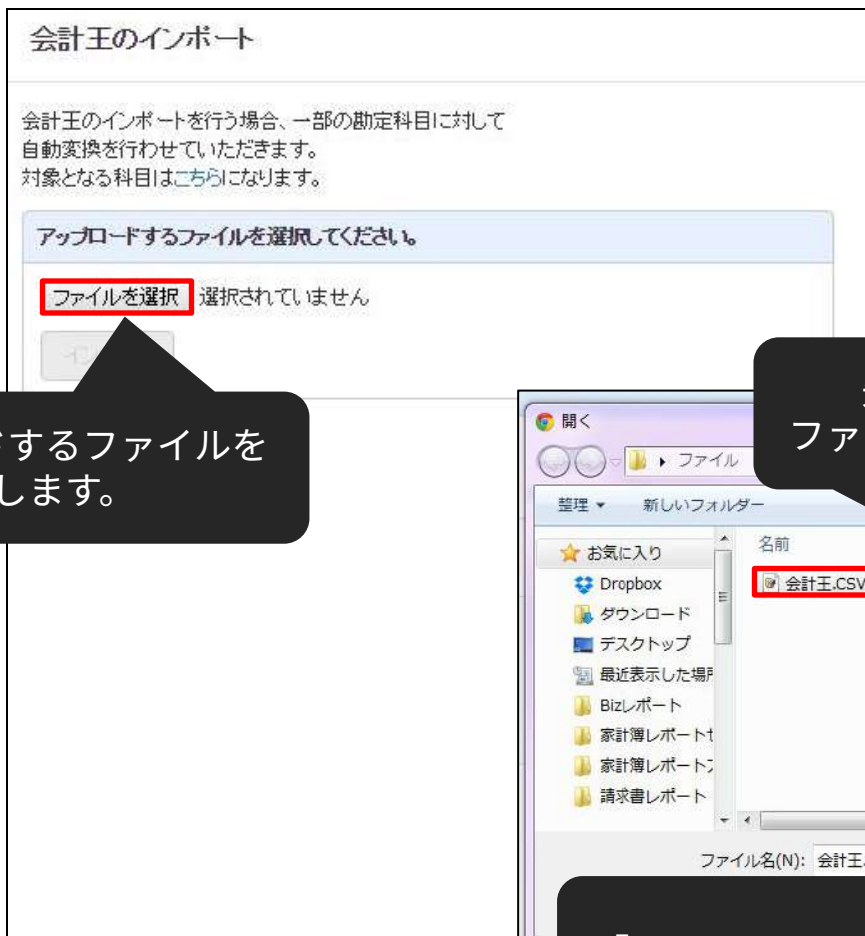 会計王のインポート
会計王のインポートを行う場合、一部の勘定科目に対して
自動変換を行わせていただきます。
対象となる科目はこちらになります。
アップロードするファイルを選択してください。
ファイルを選択 選択されていません
するファイルを
します。
開く
ファ
ファイル
整理 新しいフォルダー
お気に入り
名前
Dropbox
会計王.CSV
ダウンロード
デスクトップ
最近表示した場所
Bizレポート
家計簿レポート
家計簿レポート
請求書レポート
ファイル名(N): 会計王.